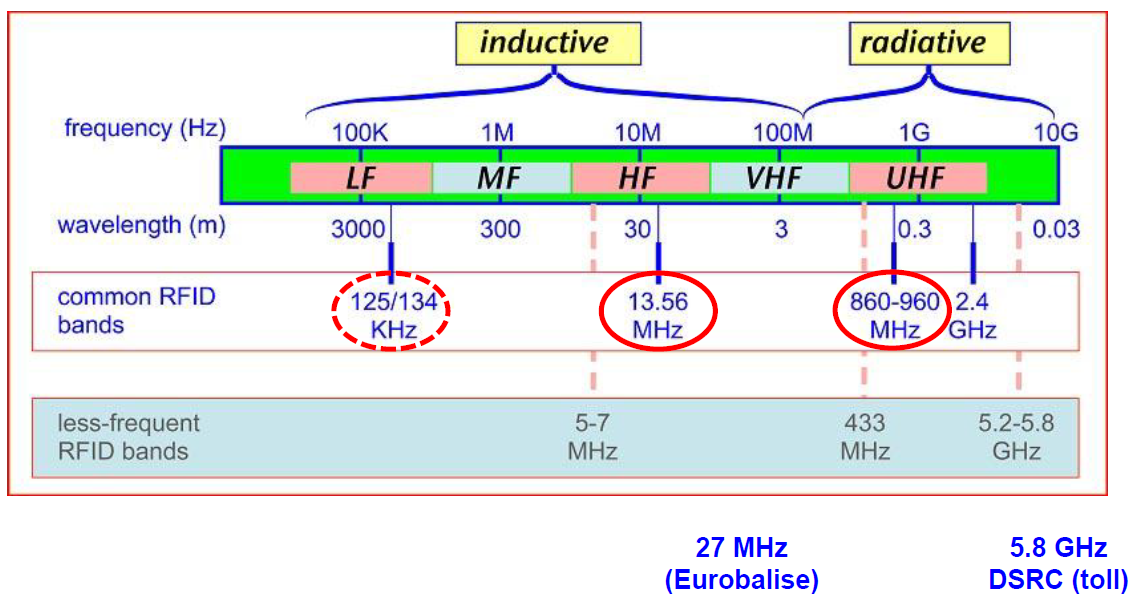 inductive radiative
frequency (Hz) 100K 1M 10M 100M 1G 10G
LF MF HF VHF UHF
wavelength (m) 3000 300 30 3 0.3 0.03
common RFID
bands
125/134
KHz
13.56
MHz
860-960
MHz
2.4
GHz
less-frequent
RFID bands
5-7
MHz
433
MHz
5.2-5.8
GHz
27 MHz
(Eurobalise)
5.8 GHz
DSRC (toll)